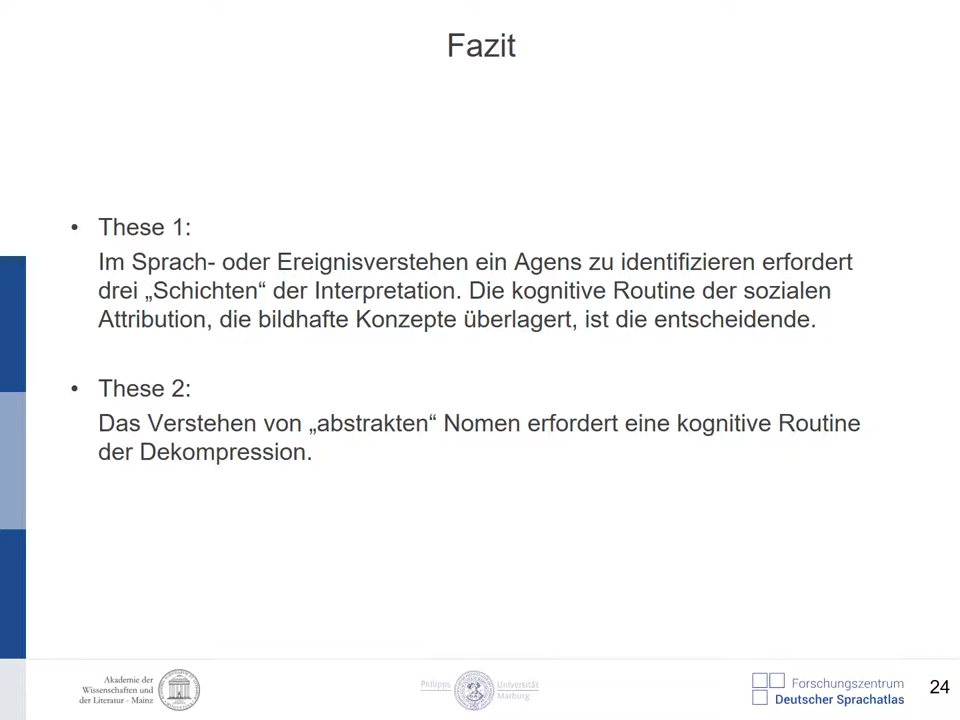 Fazit
• These 1:
Im Sprach- oder Ereignisverstehen ein Agens zu identifizieren erfordert
drei „Schichten“ der Interpretation. Die kognitive Routine der sozialen
Attribution, die bildhafte Konzepte überlagert, ist die entscheidende.
• These 2:
Das Verstehen von „abstrakten“ Nomen erfordert eine kognitive Routine
der Dekompression.
Akademie der
Wissenschaften und
der Literatur - Mainz
Philipps Universität
Marburg
Forschungszentrum
Deutscher Sprachatlas
24